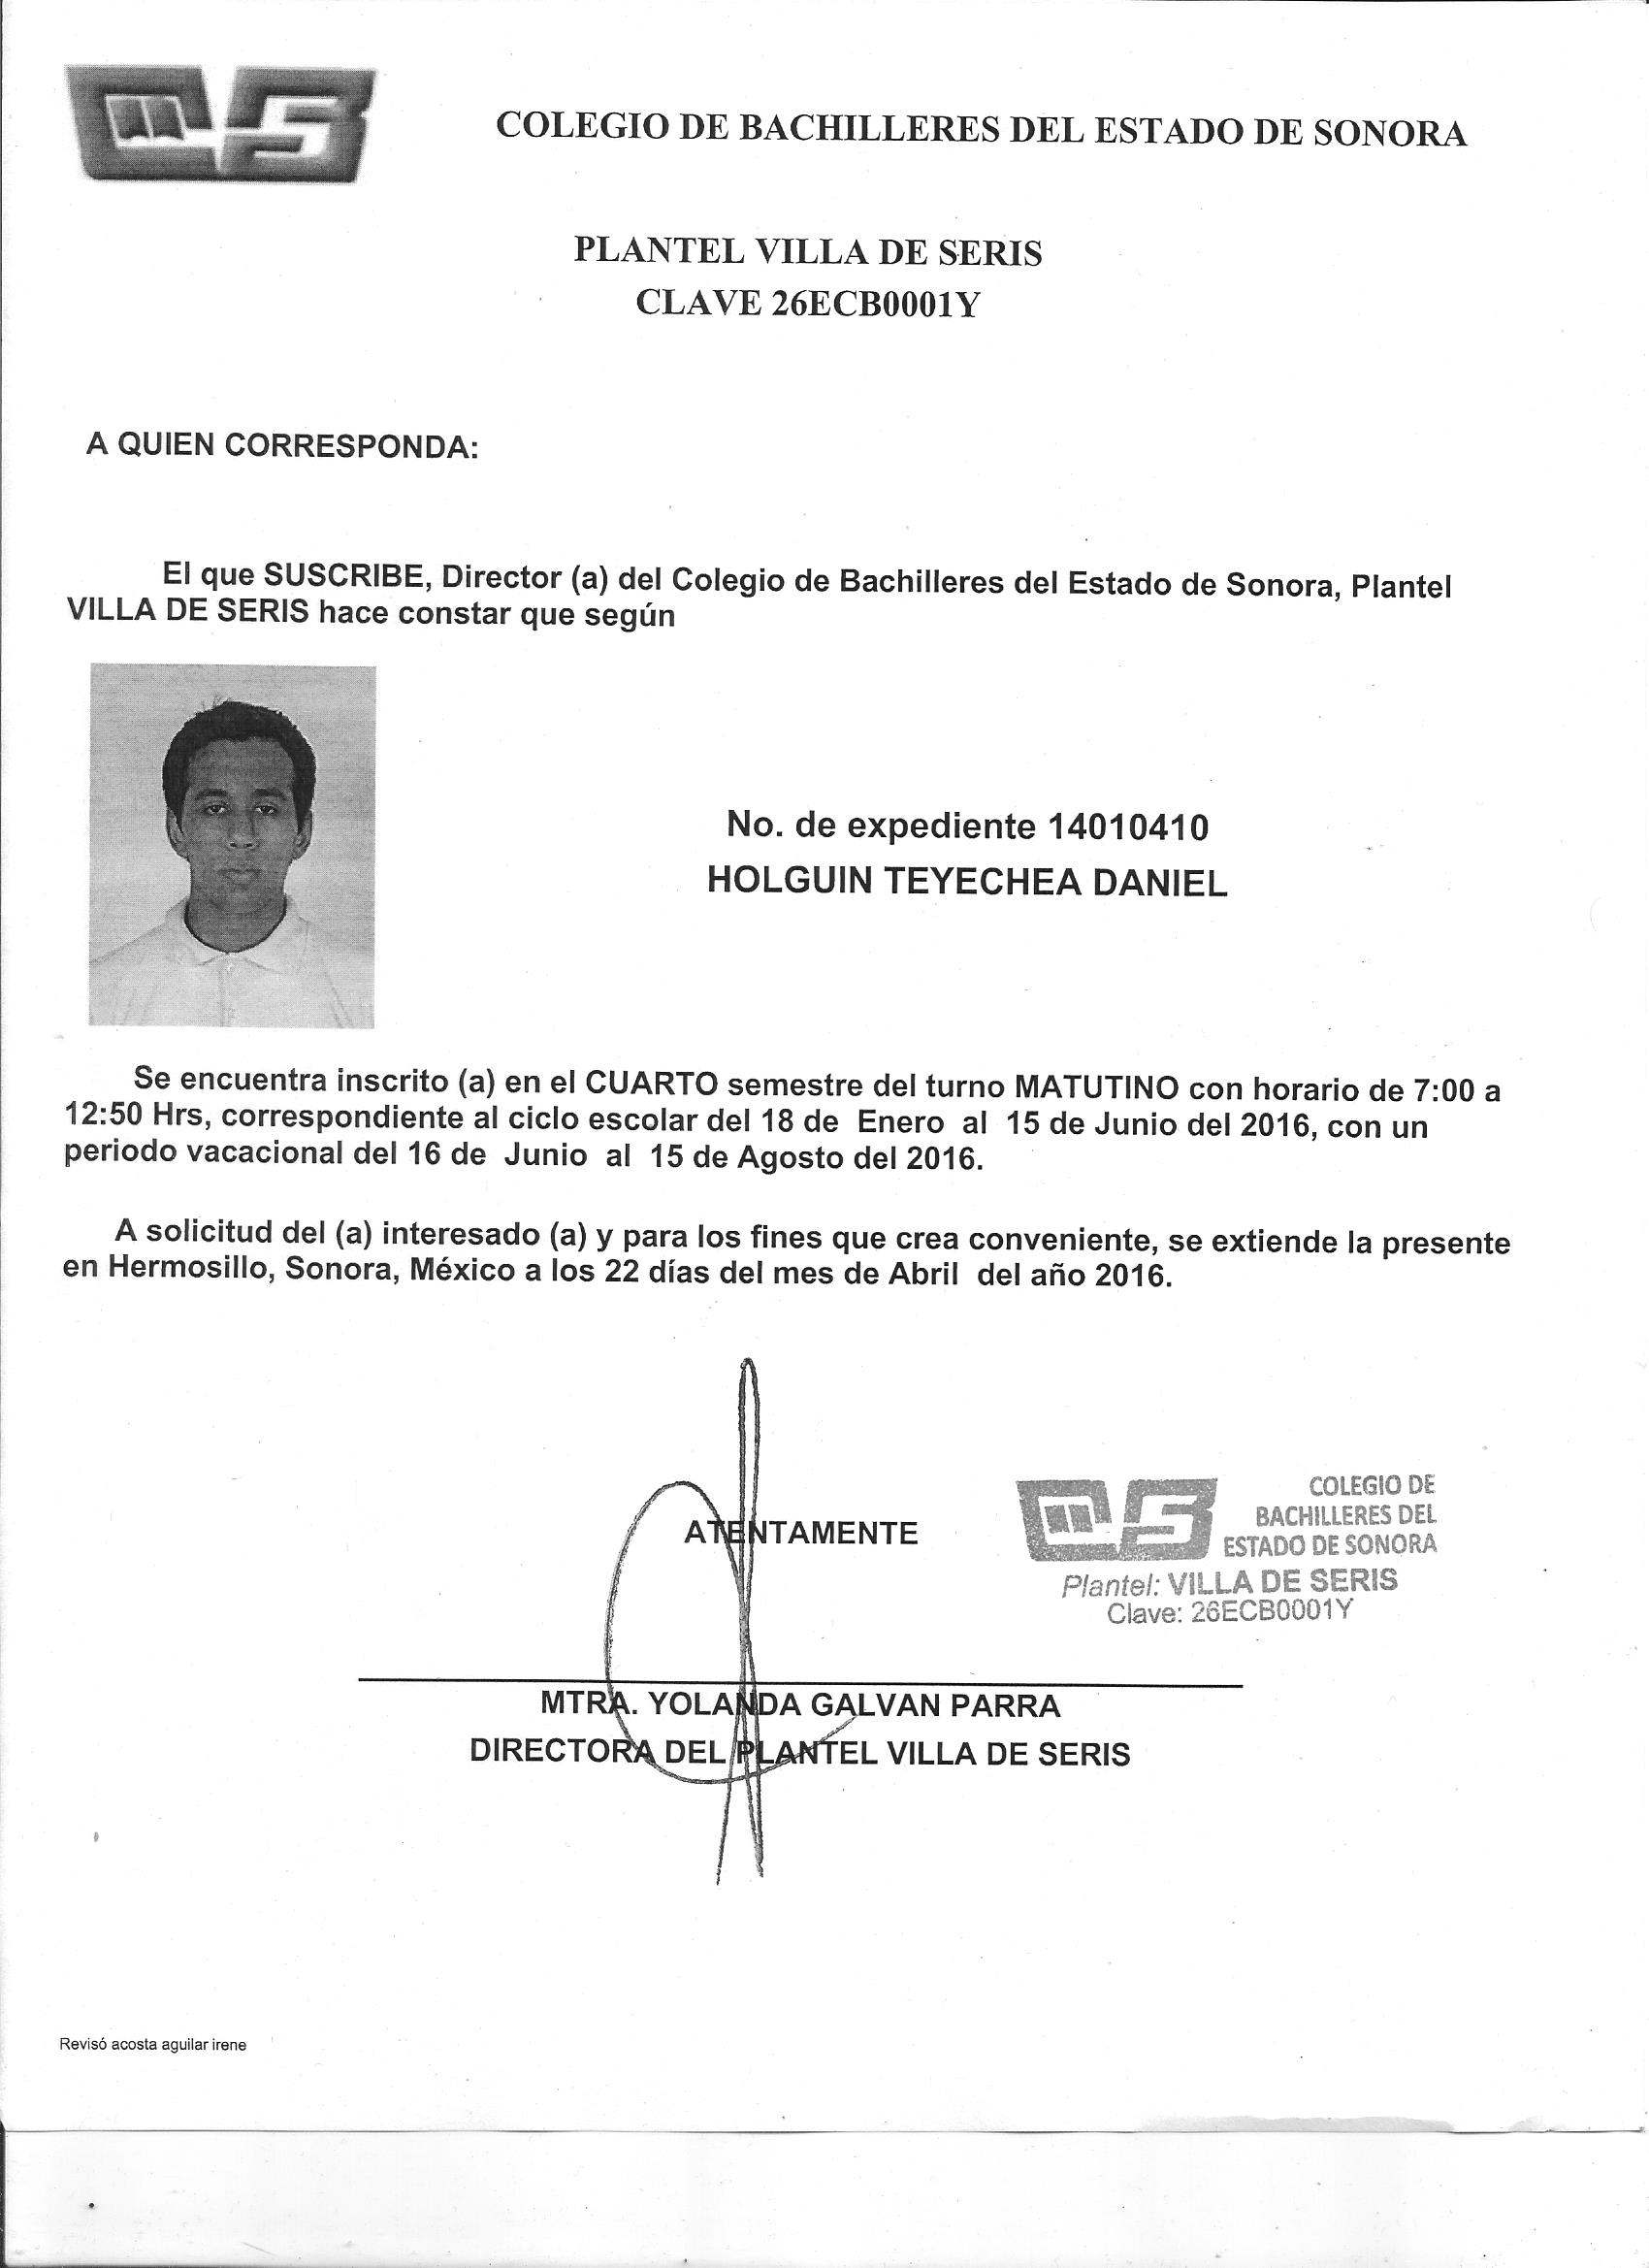 COLEGIO DE BACHILLERES DEL ESTADO DE SONORA
PLANTEL VILLA DE SERIS
CLAVE 26ECB0001Y
A QUIEN CORRESPONDA:
El que SUSCRIBE, Director (a) del Colegio de Bachilleres del Estado de Sonora, Plantel
VILLA DE SERIS hace constar que según
No. de expediente 14010410
HOLGUIN TEYECHEA DANIEL
Se encuentra inscrito (a) en el CUARTO semestre del turno MATUTINO con horario de 7:00 a
12:50 Hrs, correspondiente al ciclo escolar del 18 de Enero al 15 de Junio del 2016, con un
periodo vacacional del 16 de Junio al 15 de Agosto del 2016.
A solicitud del (a) interesado (a) y para los fines que crea conveniente, se extiende la presente
en Hermosillo, Sonora, México a los 22 días del mes de Abril del año 2016.
ATENTAMENTE
COLEGIO DE
BACHILLERES DEL
ESTADO DE SONORA
Plantel: VILLA DE SERIS
Clave: 26ECB0001Y
MTRA. YOLANDA GALVAN PARRA
DIRECTORA DEL PLANTEL VILLA DE SERIS
Revisó acosta aguilar irene